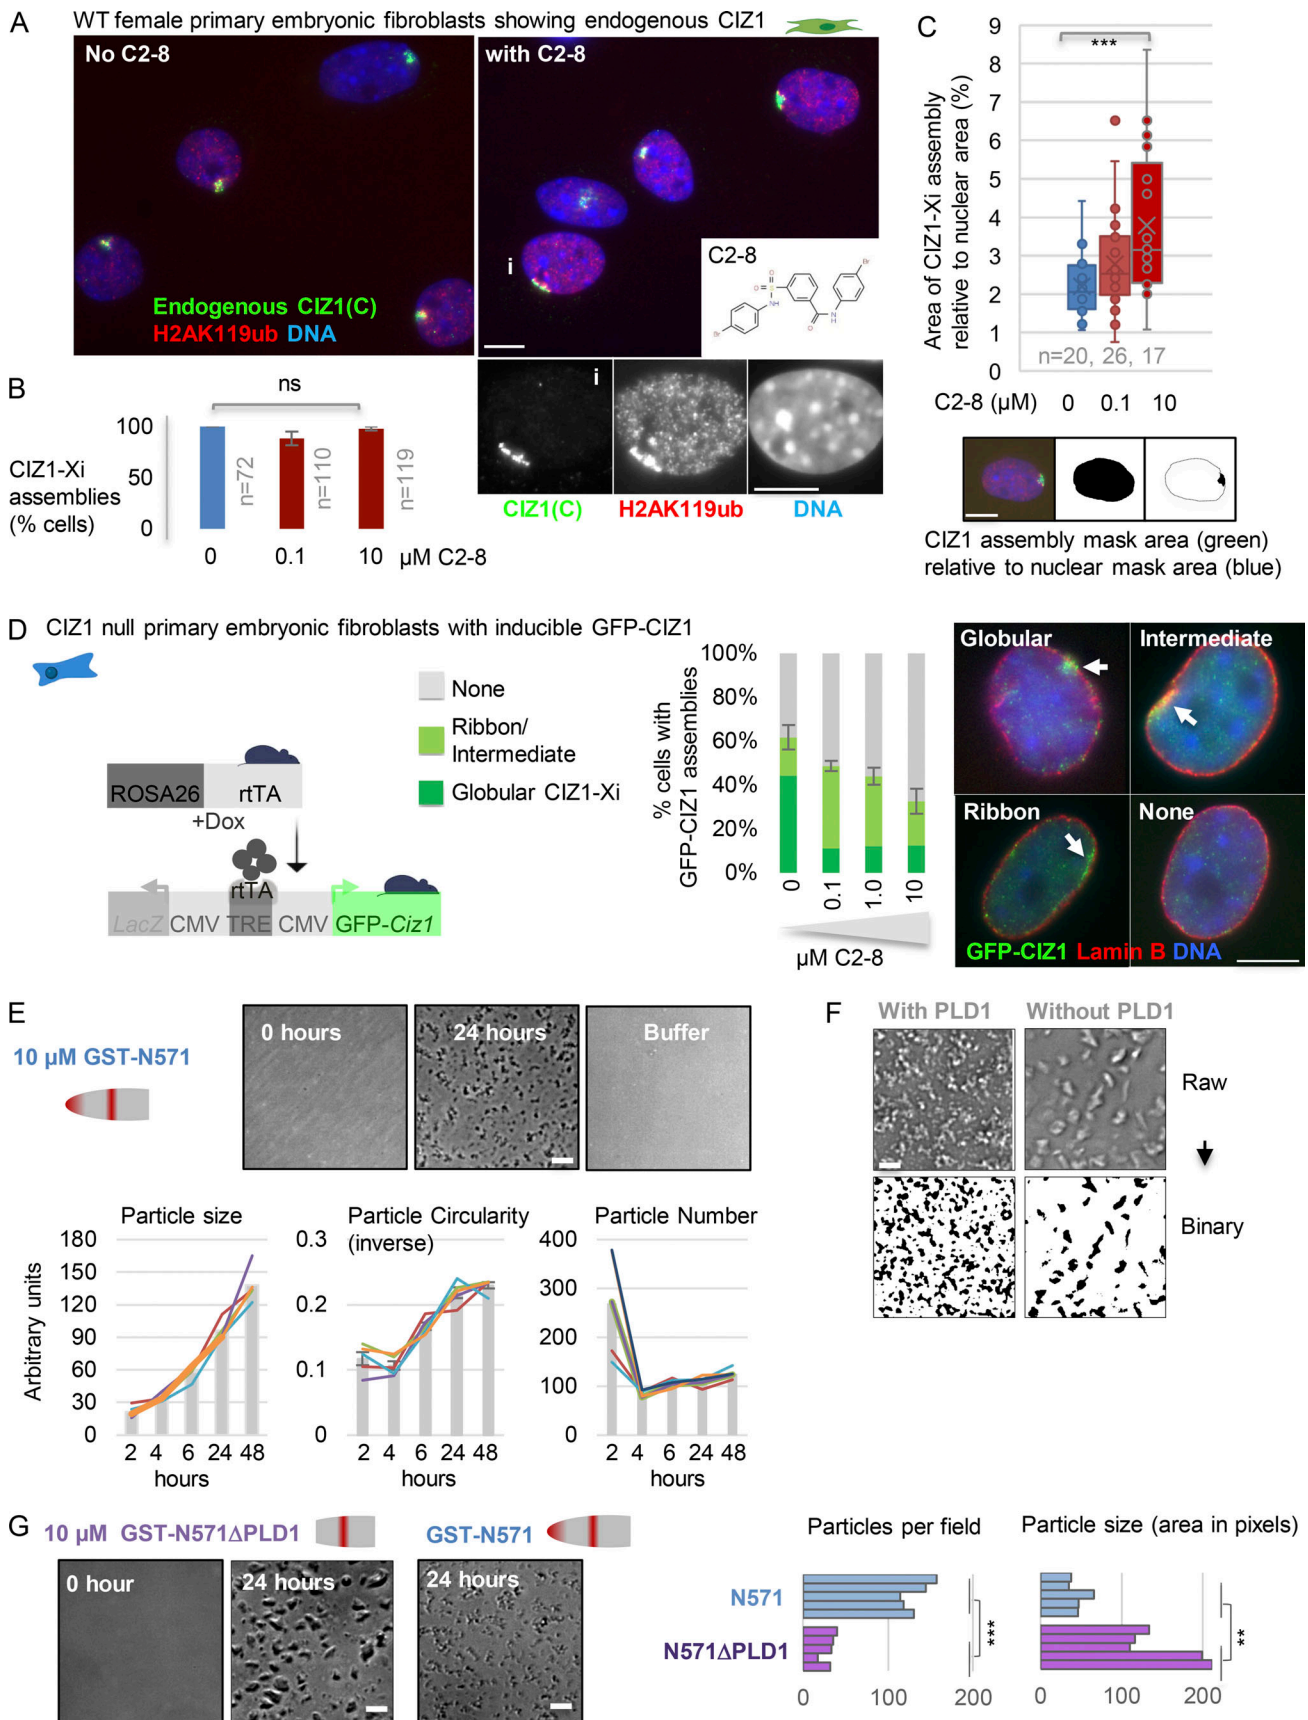 A
WT female primary embryonic fibroblasts showing endogenous CIZ1
No C2-8
with C2-8
Endogenous CIZ1(C)
H2AK119ub DNA
i
C2-8
Br
O
O
S
NH
O
N
H
Br
i
CIZ1(C)
H2AK119ub
DNA
B
ns
CIZ1-Xi
assemblies
(% cells)
100
50
0
n=72
n=110
n=119
0
0.1
10
µM C2-8
C
Area of CIZ1-Xi assembly
relative to nuclear area (%)
9
8
7
6
5
4
3
2
1
0
***
n=20, 26, 17
C2-8 (µM)
0
0.1
10
CIZ1 assembly mask area (green)
relative to nuclear mask area (blue)
D
CIZ1 null primary embryonic fibroblasts with inducible GFP-CIZ1
ROSA26
rtTA
+Dox
rtTA
LacZ
CMV
TRE
CMV
GFP-Ciz1
None
Ribbon/
Intermediate
Globular CIZ1-Xi
% cells with
GFP-CIZ1 assemblies
100%
80%
60%
40%
20%
0%
0
0.1
1.0
10
µM C2-8
Globular
Intermediate
Ribbon
None
GFP-CIZ1 Lamin B DNA
E
10 µM GST-N571
0 hours
24 hours
Buffer
Particle size
Arbitrary units
180
150
120
90
60
30
0
2 4 6 24 48
hours
Particle Circularity
(inverse)
0.3
0.2
0.1
0
2 4 6 24 48
hours
Particle Number
400
300
200
100
0
2 4 6 24 48
hours
F
With PLD1
Without PLD1
Raw
Binary
G
10 µM GST-N571ΔPLD1
GST-N571
0 hour
24 hours
24 hours
Particles per field
N571
N571ΔPLD1
***
0
100
200
Particle size (area in pixels)
**
0
100
200